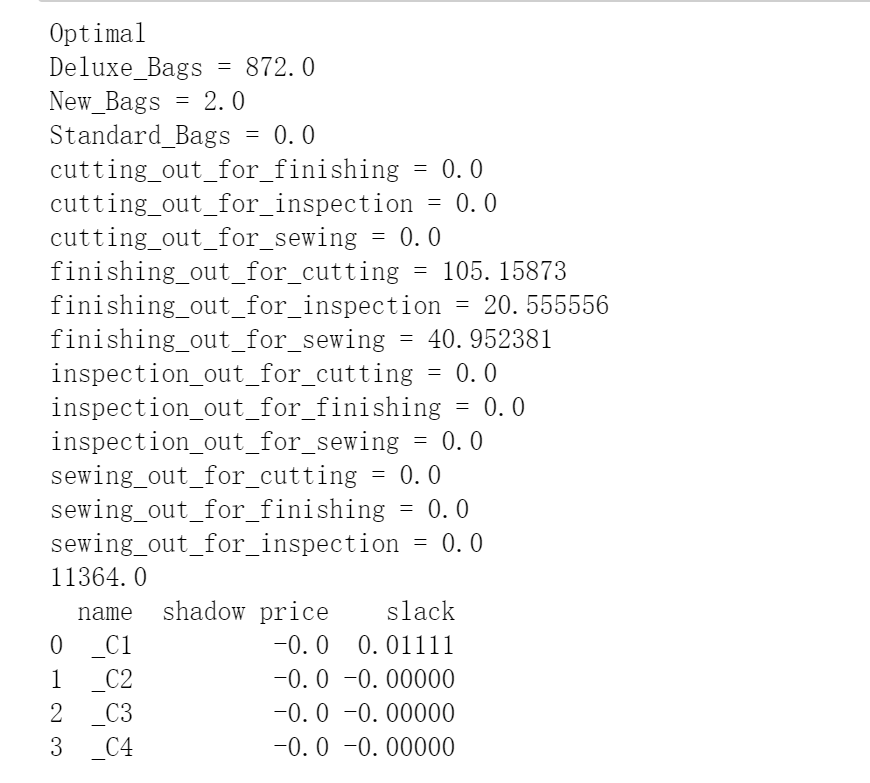 Optimal
Deluxe_Bags = 872.0
New_Bags = 2.0
Standard_Bags = 0.0
cutting_out_for_finishing = 0.0
cutting_out_for_inspection = 0.0
cutting_out_for_sewing = 0.0
finishing_out_for_cutting = 105.15873
finishing_out_for_inspection = 20.555556
finishing_out_for_sewing = 40.952381
inspection_out_for_cutting = 0.0
inspection_out_for_finishing = 0.0
inspection_out_for_sewing = 0.0
sewing_out_for_cutting = 0.0
sewing_out_for_finishing = 0.0
sewing_out_for_inspection = 0.0
11364.0
  name  shadow price    slack
0  _C1          -0.0  0.01111
1  _C2          -0.0 -0.00000
2  _C3          -0.0 -0.00000
3  _C4          -0.0 -0.00000